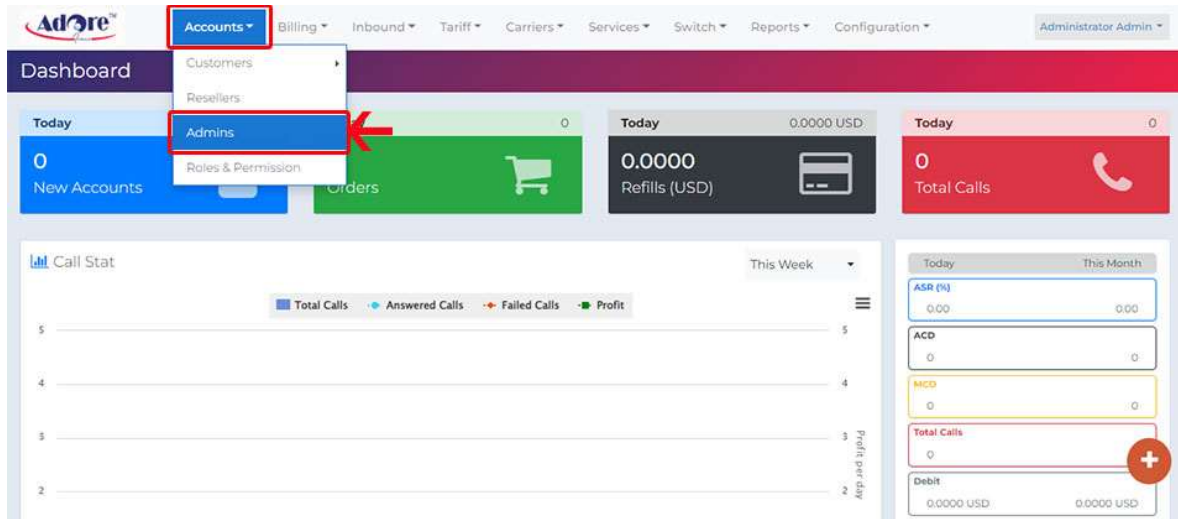 Adore™
Accounts Billing Inbound Tariff Carriers Services Switch Reports Configuration Administrator Admin
Dashboard
Customers
Resellers
Admins
Roles & Permission
Today
0
New Accounts
0
Orders
Today 0.0000 USD
0.0000
Refills (USD)
Today 0
0
Total Calls
Call Stat
This Week
Total Calls Answered Calls Failed Calls Profit
5 5
4 4
3 3
2 2
Profit per day
Today This Month
ASR (%)
0.00 0.00
ACD
0 0
MCD
0 0
Total Calls
0
+
Debit
0.0000 USD 0.0000 USD